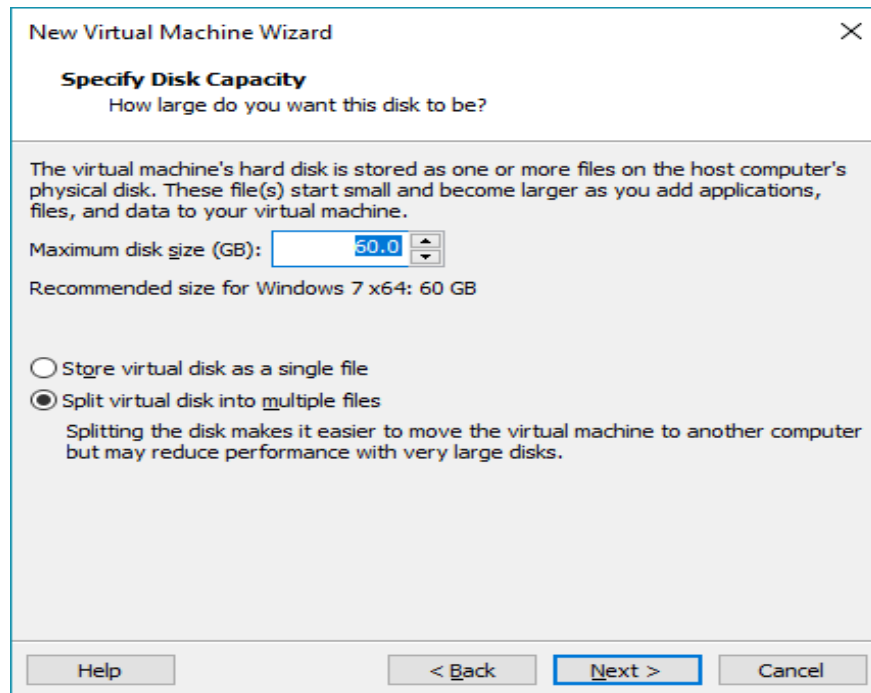 New Virtual Machine Wizard
Specify Disk Capacity
How large do you want this disk to be?
The virtual machine's hard disk is stored as one or more files on the host computer's
physical disk. These file(s) start small and become larger as you add applications,
files, and data to your virtual machine.
Maximum disk size (GB): 60.0
Recommended size for Windows 7 x64: 60 GB
Store virtual disk as a single file
Split virtual disk into multiple files
Splitting the disk makes it easier to move the virtual machine to another computer
but may reduce performance with very large disks.
Help < Back Next > Cancel